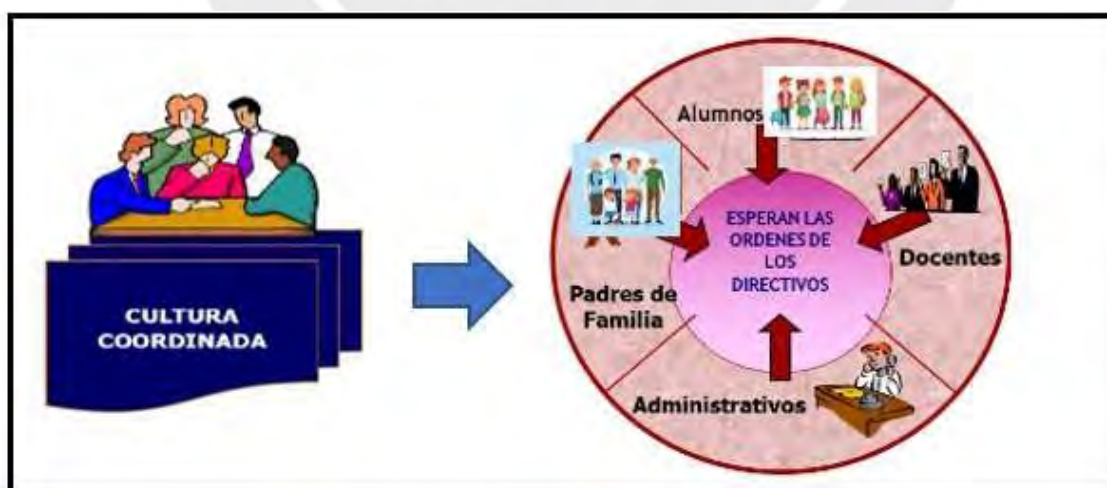 CULTURA
COORDINADA
Alumnos
ESPERAN LAS
ORDENES DE
LOS
DIRECTIVOS
Docentes
Padres de
Familia
Administrativos